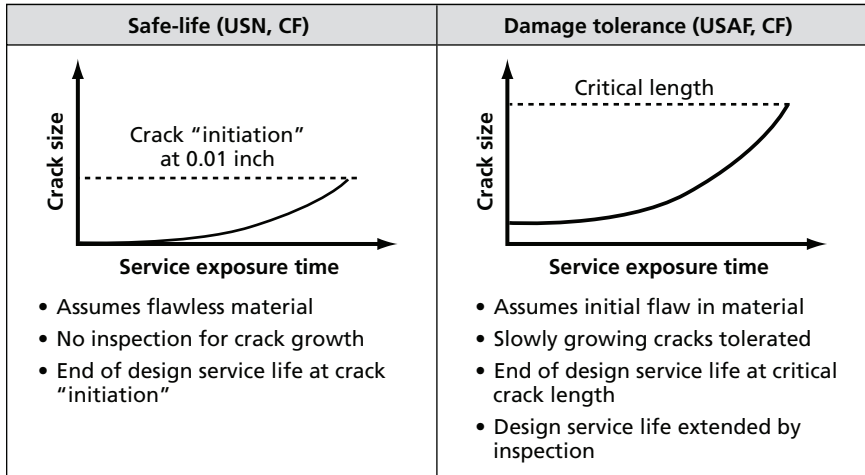 Safe-life (USN, CF)
Crack size
Crack “initiation”
at 0.01 inch
Service exposure time
• Assumes flawless material
• No inspection for crack growth
• End of design service life at crack
“initiation”
Damage tolerance (USAF, CF)
Crack size
Critical length
Service exposure time
• Assumes initial flaw in material
• Slowly growing cracks tolerated
• End of design service life at critical
crack length
• Design service life extended by
inspection